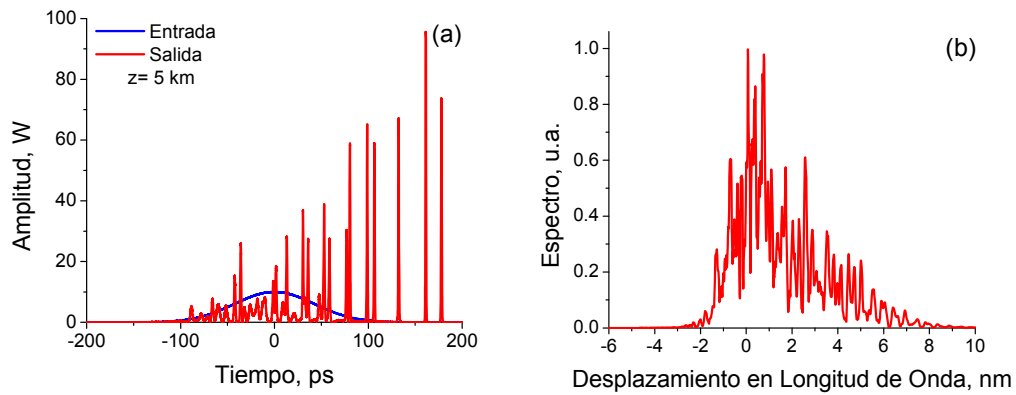 (a)
Entrada
Salida
z= 5 km
Amplitud, W
100
80
60
40
20
0
-200
-100
0
100
200
Tiempo, ps
(b)
Espectro, u.a.
1.0
0.8
0.6
0.4
0.2
0.0
-6
-4
-2
0
2
4
6
8
10
Desplazamiento en Longitud de Onda, nm